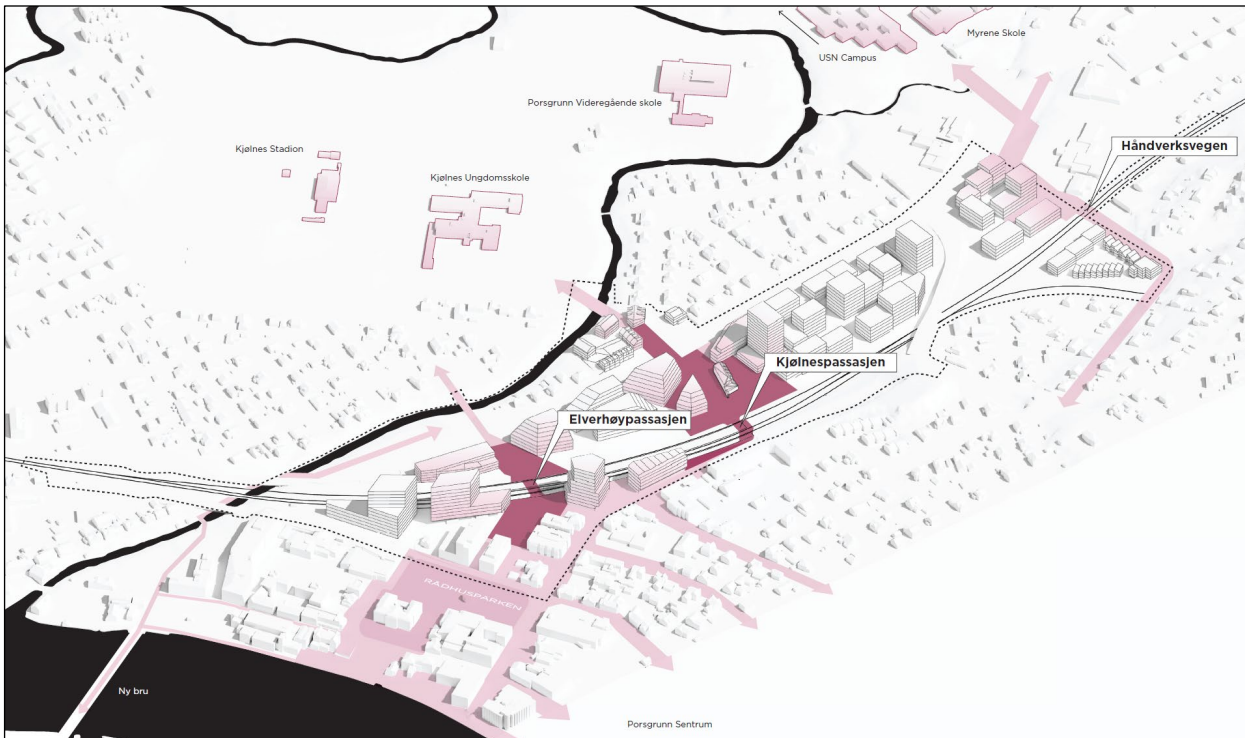 Myrene Skole
USN Campus
Porsgrunn Videregående skole
Håndverksvegen
Kjølnes Stadion
Kjølnes Ungdomsskole
Kjølnespassasjen
Elverhøypassasjen
RÅDHUSPARKEN
Ny bru
Porsgrunn Sentrum